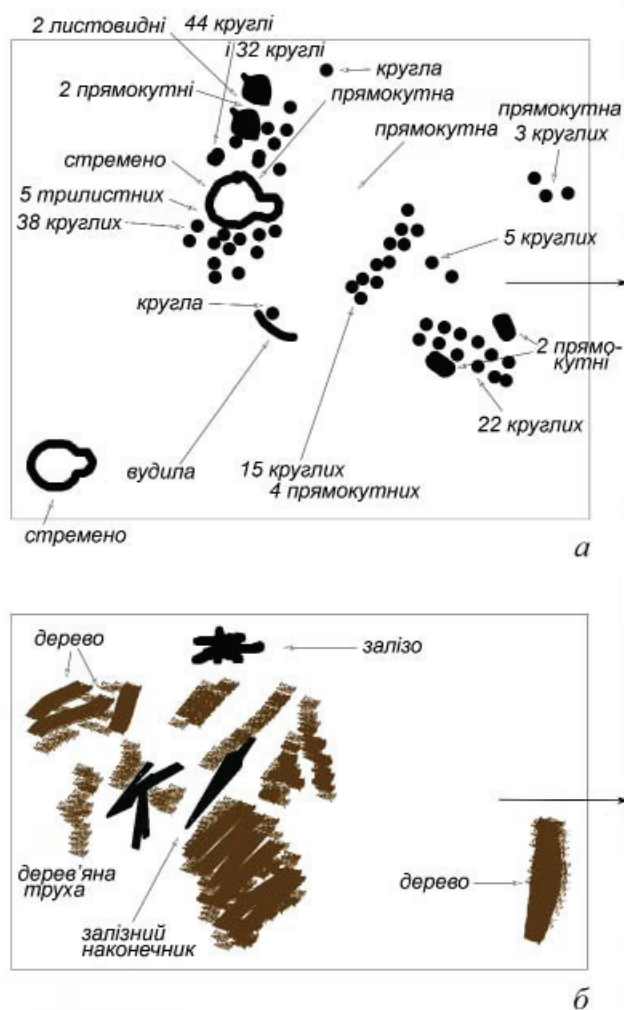 2 листовидні
44 круглі
і 32 круглі
кругла
2 прямокутні
прямокутна
прямокутна
прямокутна
3 круглих
стремено
5 трилистних
38 круглих
5 круглих
кругла
2 прямо-
кутні
22 круглих
вудила
15 круглих
4 прямокутних
стремено
а
дерево
залізо
дерев'яна
труха
залізний
наконечник
дерево
б